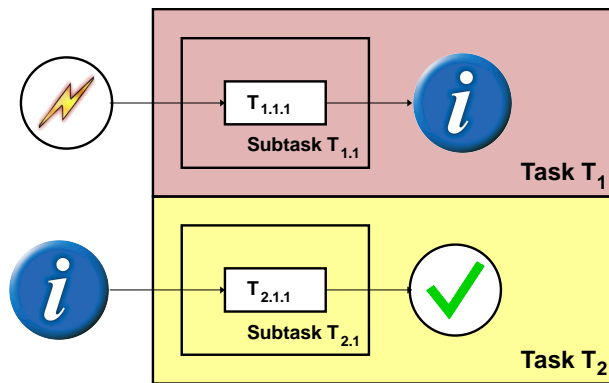 T1.1.1
i
Subtask T1.1
Task T1
i
T2.1.1
Subtask T2.1
Task T2